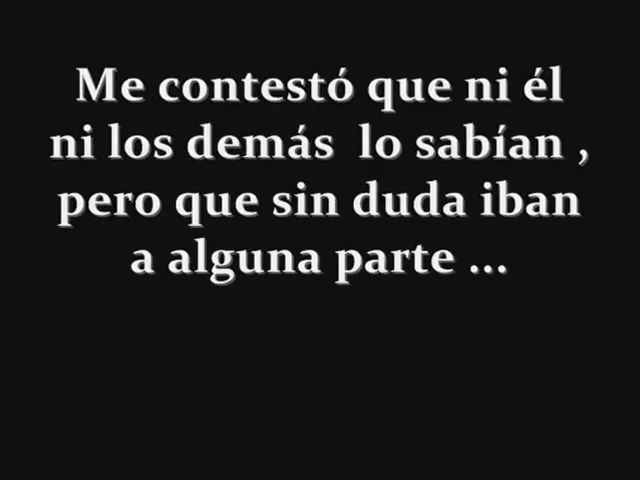 Me contestó que ni él
ni los demás  lo sabían ,
pero que sin duda iban
a alguna parte ...